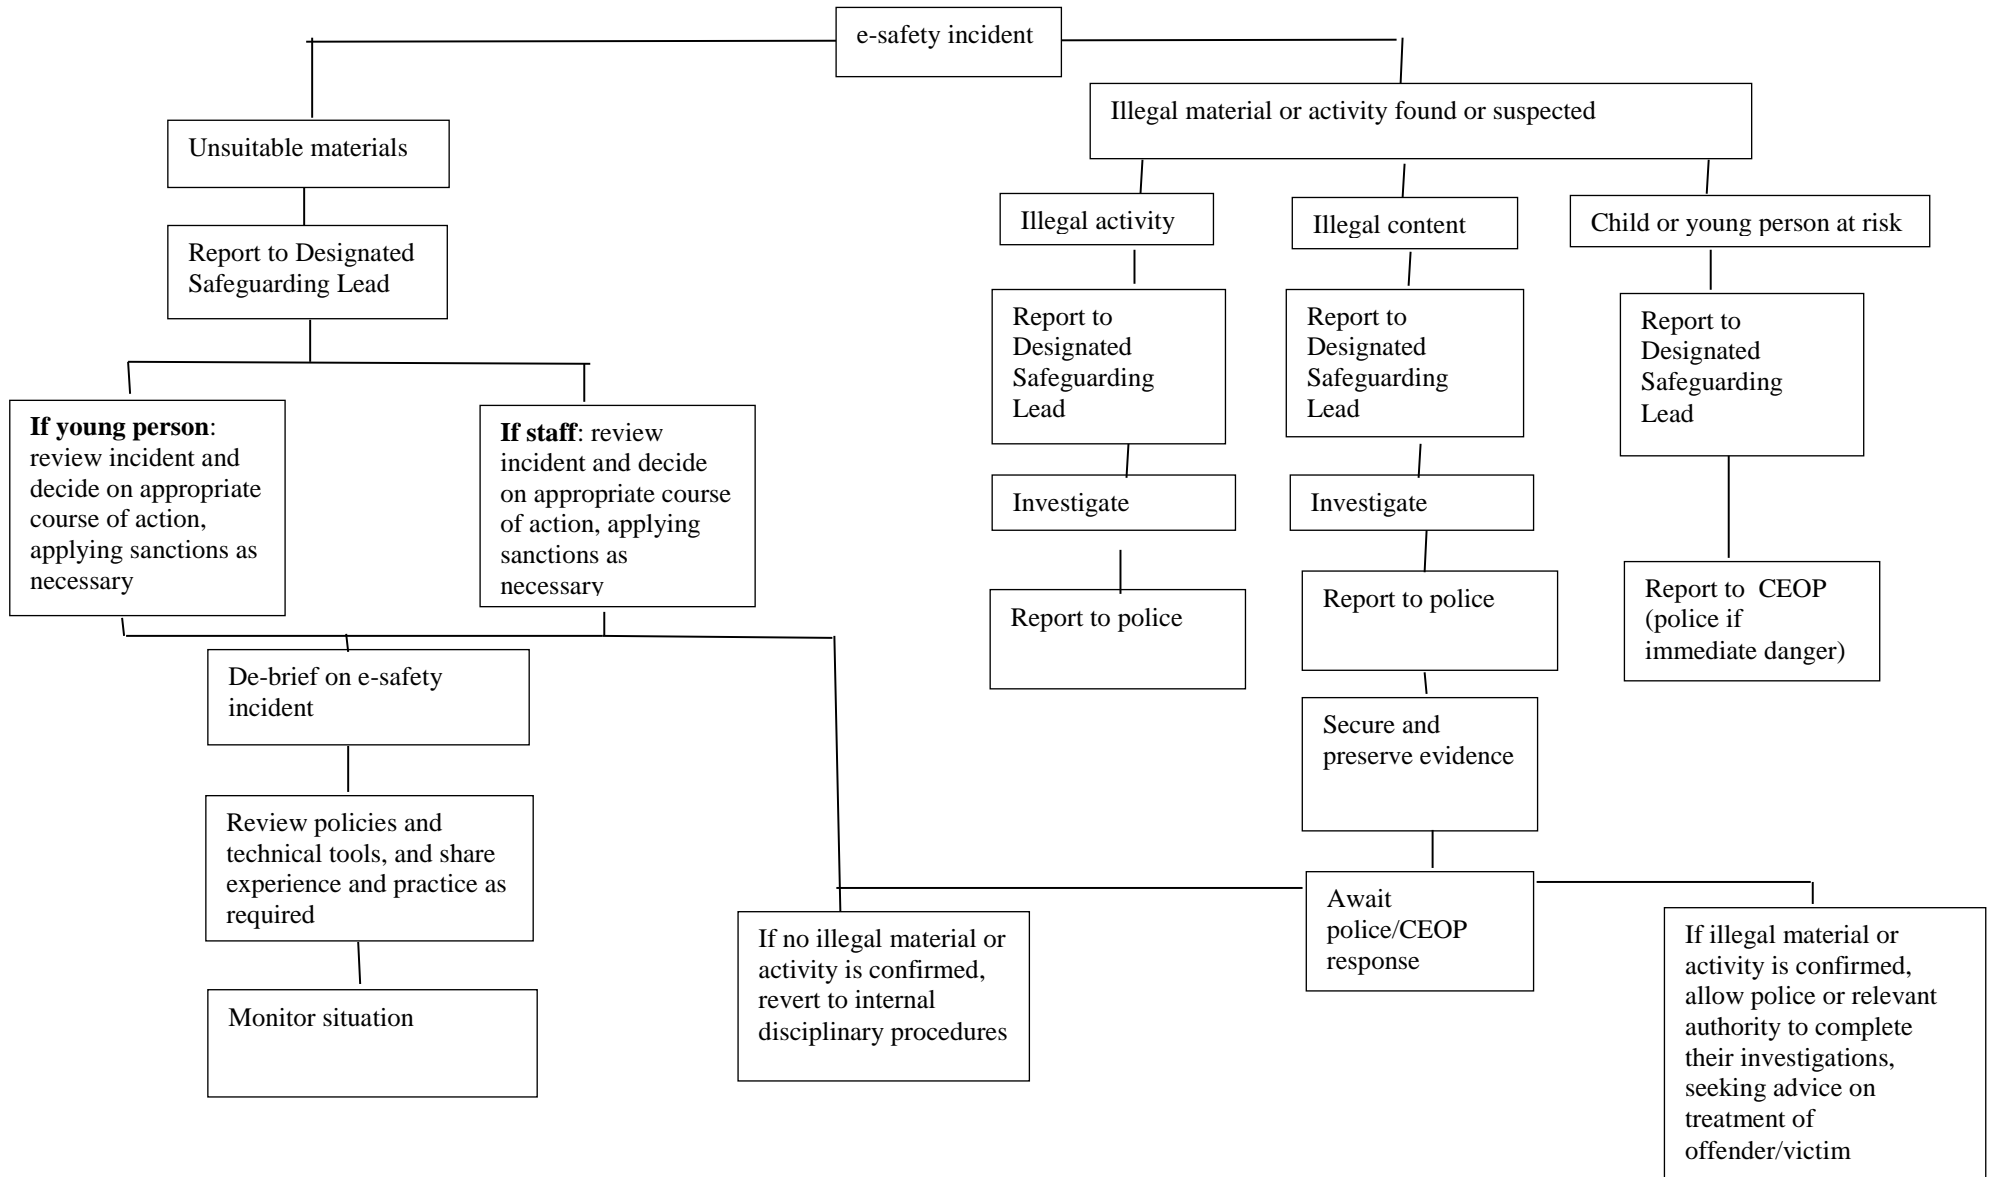 e-safety incident
Illegal material or activity found or suspected
Unsuitable materials
Illegal activity
Illegal content
Child or young person at risk
Report to Designated
Safeguarding Lead
Report to
Designated
Safeguarding
Lead
Report to
Designated
Safeguarding
Lead
Report to
Designated
Safeguarding
Lead
If young person:
review incident and
decide on appropriate
course of action,
applying sanctions as
necessary
If staff: review
incident and decide
on appropriate course
of action, applying
sanctions as
necessary
Investigate
Investigate
Report to police
Report to police
Report to  CEOP
(police if
immediate danger)
De-brief on e-safety
incident
Secure and
preserve evidence
Review policies and
technical tools, and share
experience and practice as
required
Await
police/CEOP
response
If no illegal material or
activity is confirmed,
revert to internal
disciplinary procedures
If illegal material or
activity is confirmed,
allow police or relevant
authority to complete
their investigations,
seeking advice on
treatment of
offender/victim
Monitor situation